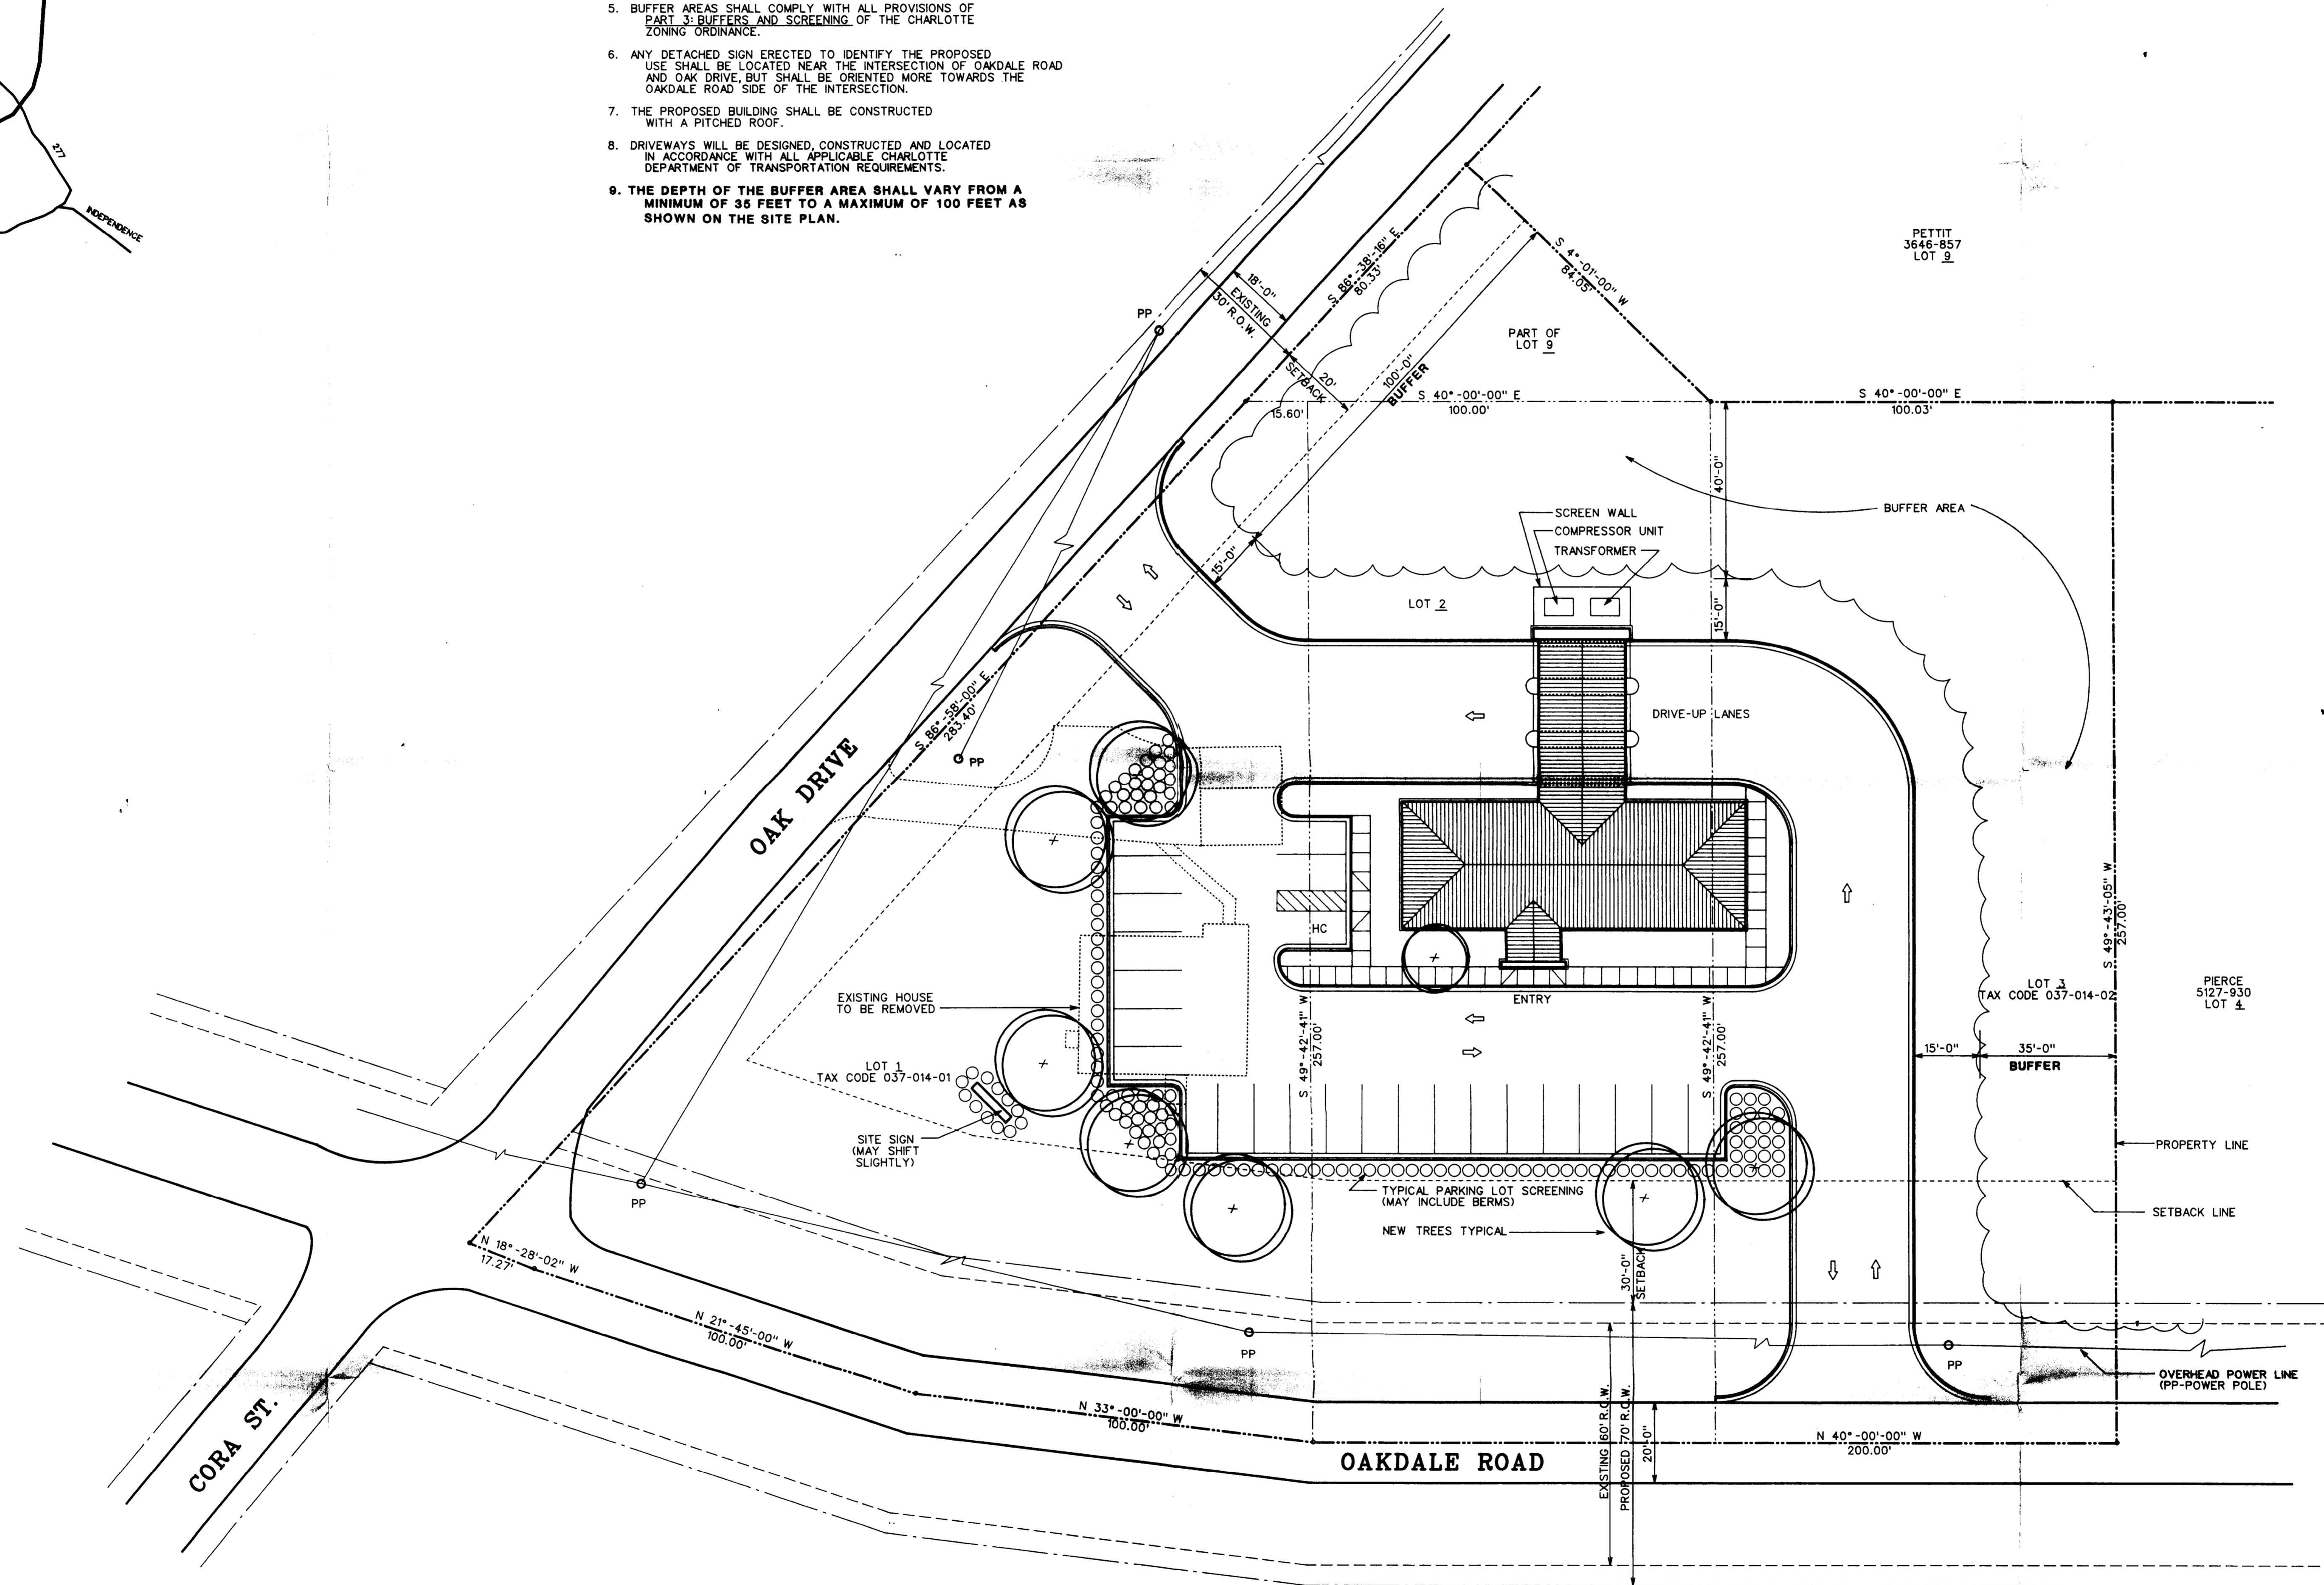 5. BUFFER AREAS SHALL COMPLY WITH ALL PROVISIONS OF
PART 3: BUFFERS AND SCREENING OF THE CHARLOTTE
ZONING ORDINANCE.
6. ANY DETACHED SIGN ERECTED TO IDENTIFY THE PROPOSED
USE SHALL BE LOCATED NEAR THE INTERSECTION OF OAKDALE ROAD
AND OAK DRIVE, BUT SHALL BE ORIENTED MORE TOWARDS THE
OAKDALE ROAD SIDE OF THE INTERSECTION.
7. THE PROPOSED BUILDING SHALL BE CONSTRUCTED
WITH A PITCHED ROOF.
8. DRIVEWAYS WILL BE DESIGNED, CONSTRUCTED AND LOCATED
IN ACCORDANCE WITH ALL APPLICABLE CHARLOTTE
DEPARTMENT OF TRANSPORTATION REQUIREMENTS.
9. THE DEPTH OF THE BUFFER AREA SHALL VARY FROM A
MINIMUM OF 35 FEET TO A MAXIMUM OF 100 FEET AS
SHOWN ON THE SITE PLAN.
277
INDEPENDENCE
PETTIT
3646-857
LOT 9
S 4°-01'-00" W
84.05'
S 86°-38'-16" E
80.33'
18'-0"
EXISTING
30' R.O.W.
PP
PART OF
LOT 9
20'
SETBACK
100'-0"
BUFFER
S 40°-00'-00" E
100.00'
15.60'
S 40°-00'-00" E
100.03'
40'-0"
BUFFER AREA
SCREEN WALL
COMPRESSOR UNIT
TRANSFORMER
15'-0"
LOT 2
15'-0"
DRIVE-UP LANES
S 86°-58'-00" E
283.40'
PP
OAK DRIVE
HC
S 49°-43'-05" W
257.00'
EXISTING HOUSE
TO BE REMOVED
ENTRY
S 49°-42'-41" W
257.00'
S 49°-42'-41" W
257.00'
LOT 3
TAX CODE 037-014-02
PIERCE
5127-930
LOT 4
15'-0"
35'-0"
BUFFER
LOT 1
TAX CODE 037-014-01
SITE SIGN
(MAY SHIFT
SLIGHTLY)
PROPERTY LINE
TYPICAL PARKING LOT SCREENING
(MAY INCLUDE BERMS)
PP
SETBACK LINE
NEW TREES TYPICAL
30'-0"
SETBACK
N 18°-28'-02" W
17.27'
N 21°-45'-00" W
100.00'
PP
PP
OVERHEAD POWER LINE
(PP-POWER POLE)
CORA ST.
N 33°-00'-00" W
100.00'
EXISTING 60' R.O.W.
PROPOSED 70' R.O.W.
20'-0"
N 40°-00'-00" W
200.00'
OAKDALE ROAD